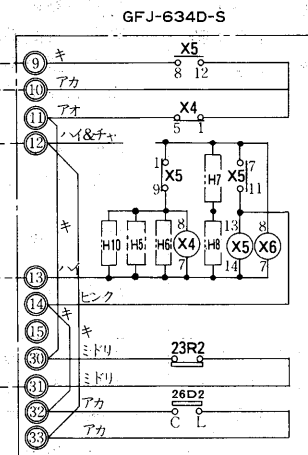 GFJ-634D-S
9 キ X5
8 12
10 アカ
11 アオ X4
5 1
12 ハイ&チャ
1 X5 9
H7
X5 7 11
キ
H10 H5 H6 8 X4 7 H8 13 X5 14 8 X6 7
13 ハイ
14 ピンク
キ
15 キ
30 ミドリ 23R2
31 ミドリ
32 アカ 26D2
C L
33 アカ